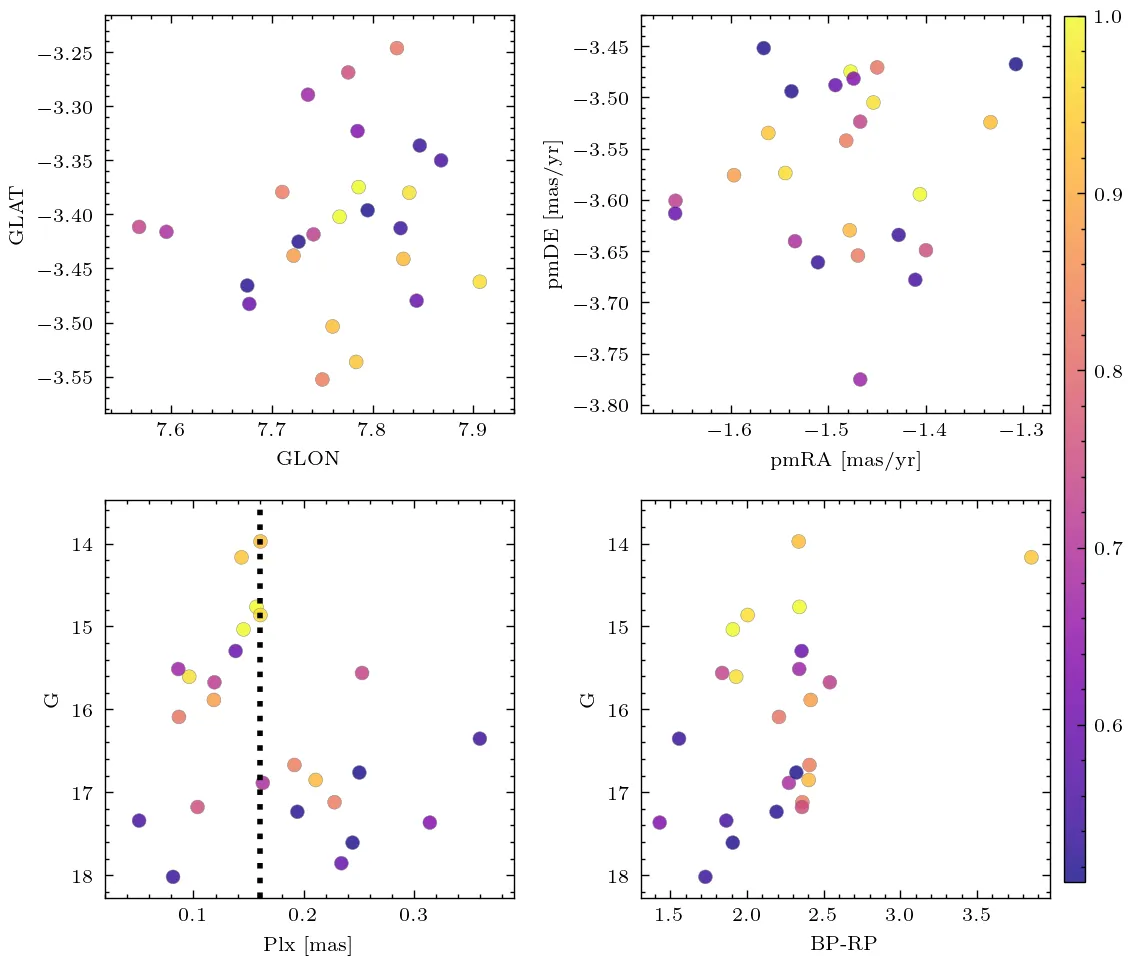 −3.25
−3.30
−3.35
−3.40
−3.45
−3.50
−3.55
GLAT
7.6 7.7 7.8 7.9
GLON
−3.45
−3.50
−3.55
−3.60
−3.65
−3.70
−3.75
−3.80
pmDE [mas/yr]
−1.6 −1.5 −1.4 −1.3
pmRA [mas/yr]
1.0
0.9
0.8
0.7
0.6
14
15
16
17
18
G
0.1 0.2 0.3
Plx [mas]
14
15
16
17
18
G
1.5 2.0 2.5 3.0 3.5
BP-RP